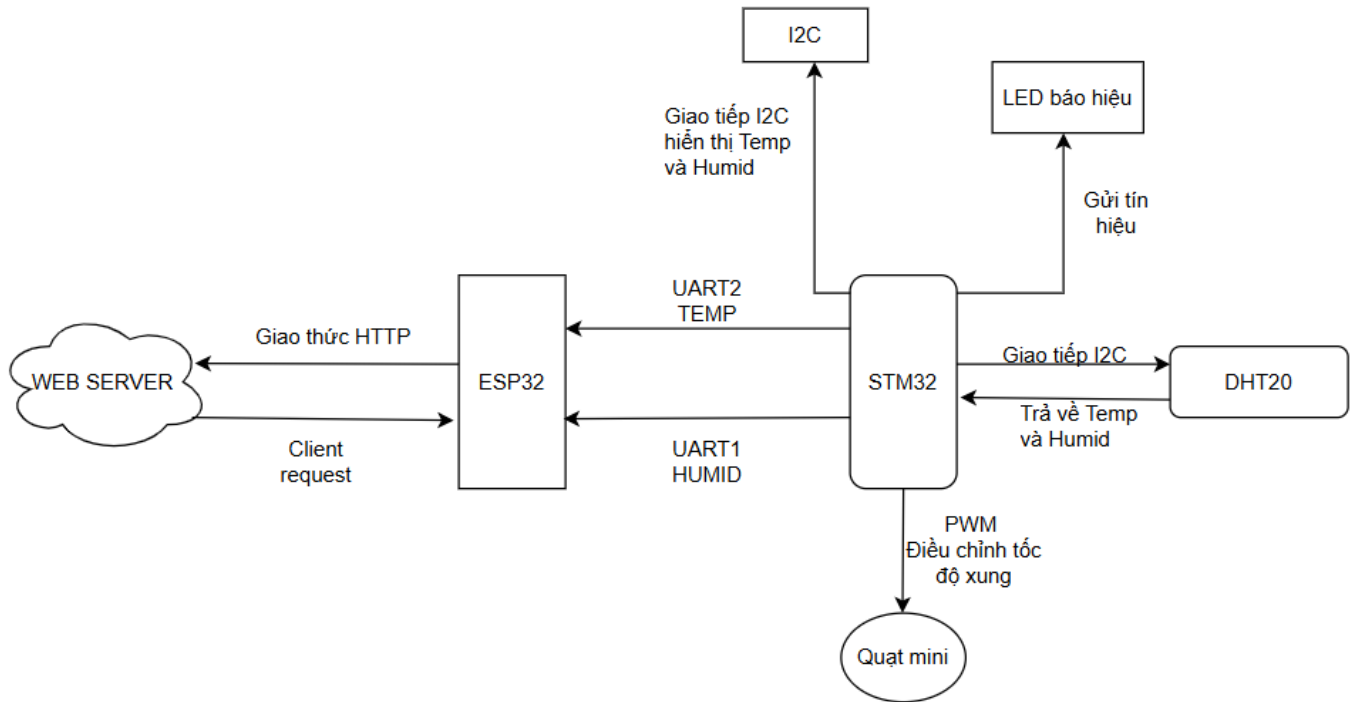 I2C
LED báo hiệu
Giao tiếp I2C
hiển thị Temp
và Humid
Gửi tín
hiệu
UART2
TEMP
Giao thức HTTP
Giao tiếp I2C
WEB SERVER
ESP32
STM32
DHT20
Trả về Temp
và Humid
Client
request
UART1
HUMID
PWM
Điều chỉnh tốc
độ xung
Quạt mini